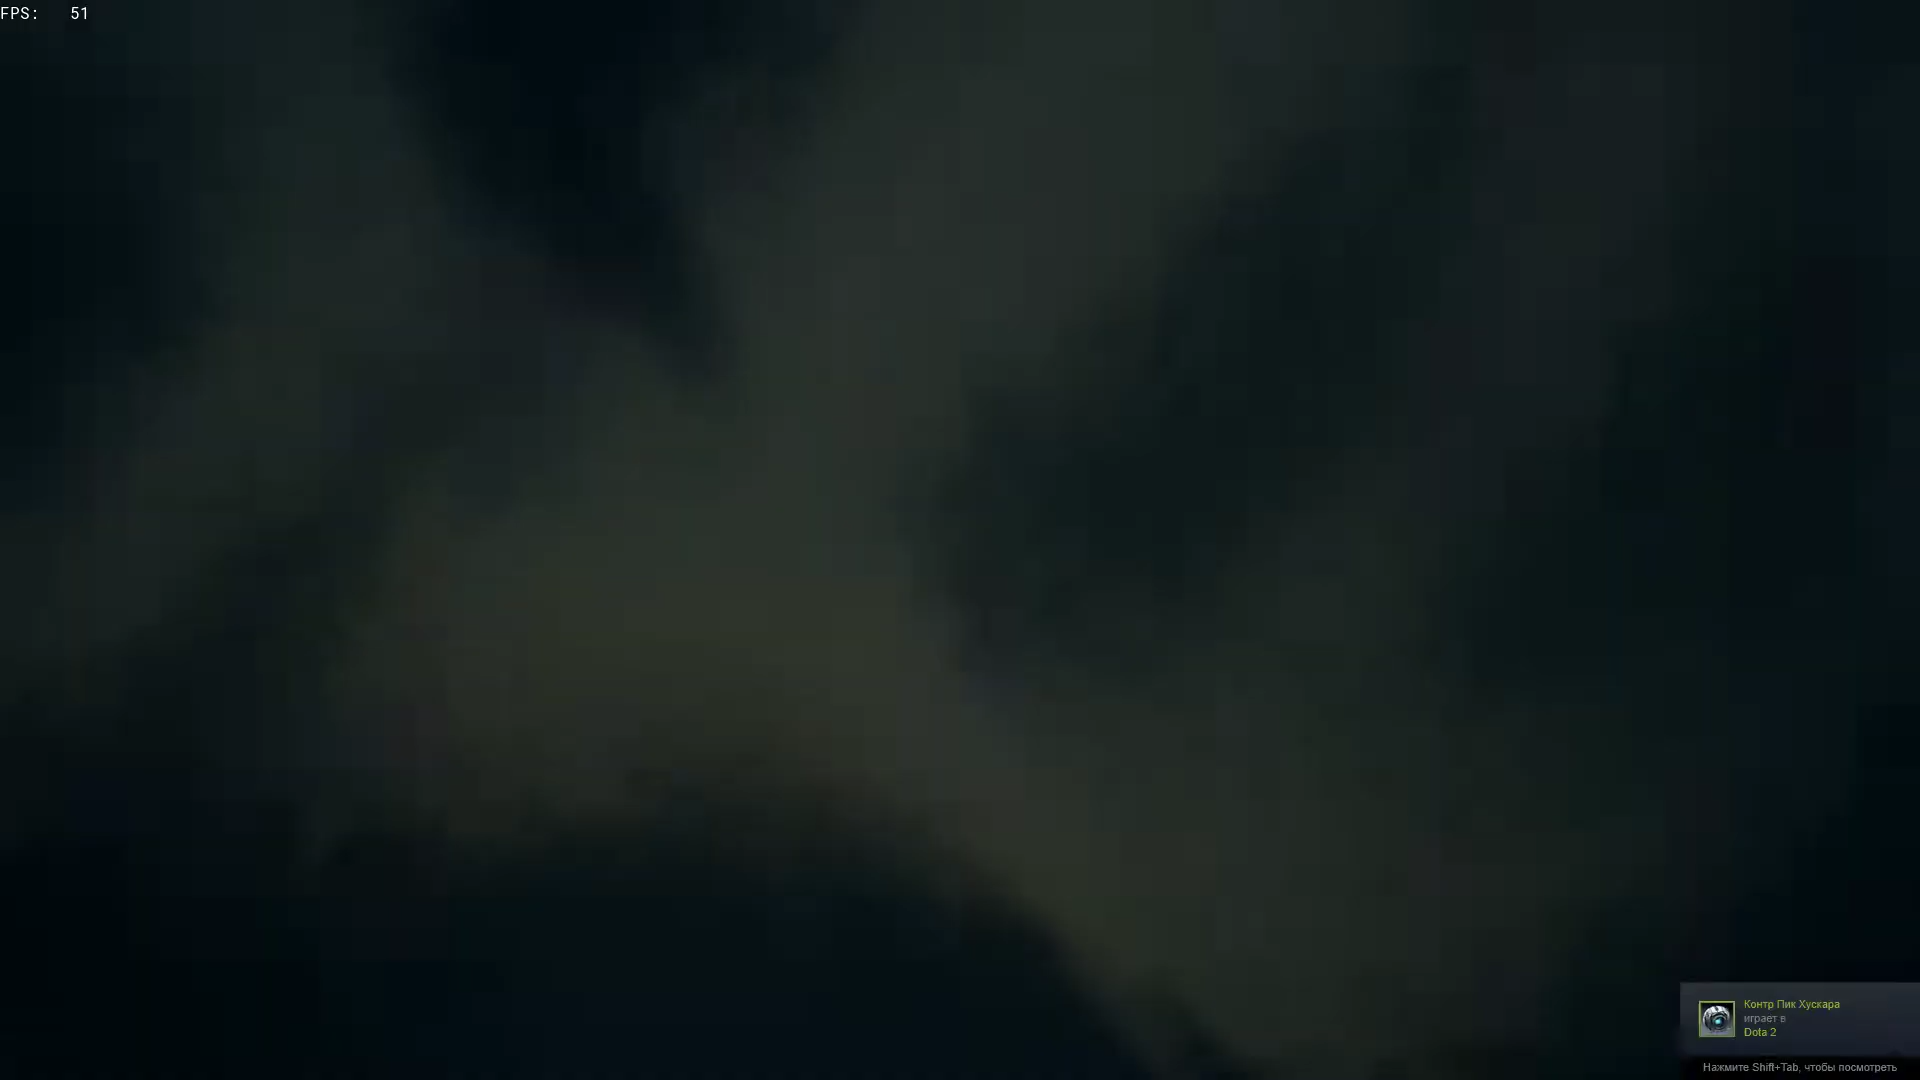 FPS: 51
Контр Пик Хускара
играет в
Dota 2
Нажмите Shift+Tab, чтобы посмотреть